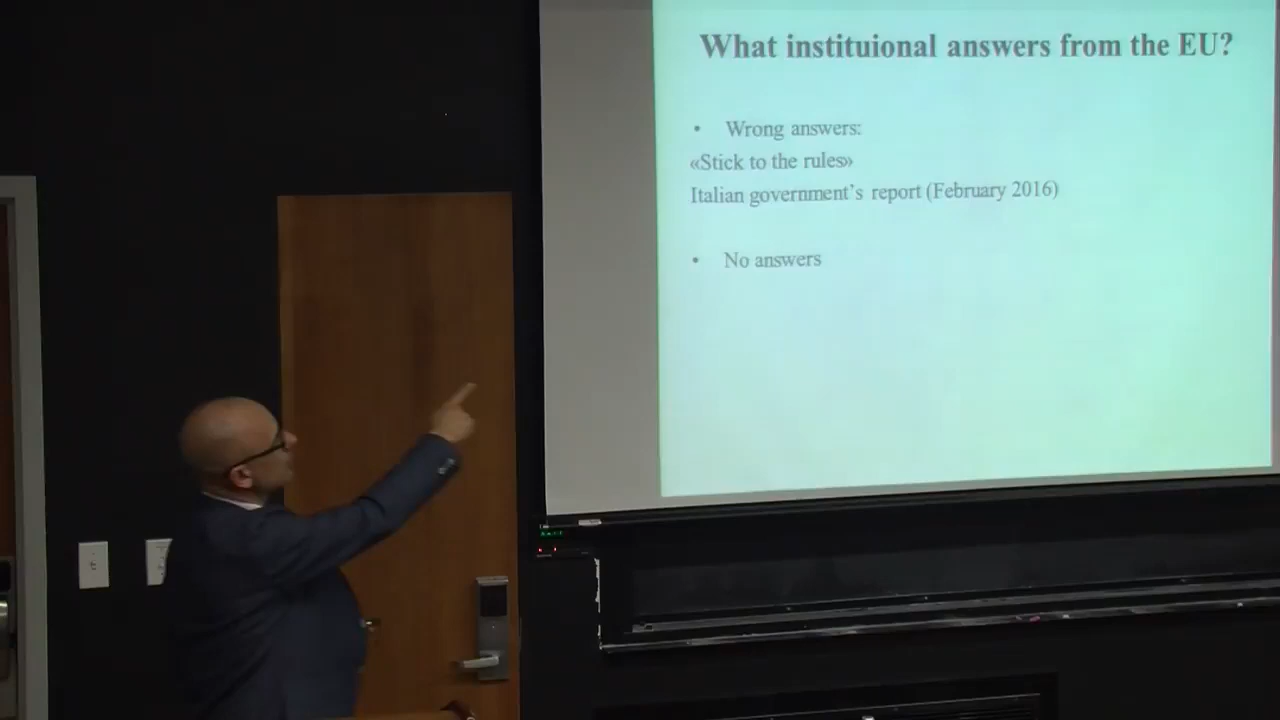 What instituional answers from the EU?
• Wrong answers:
«Stick to the rules»
Italian government's report (February 2016)
• No answers